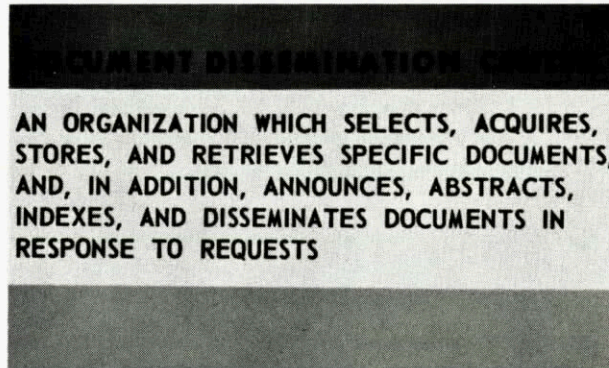 DOCUMENT DISSEMINATION
AN ORGANIZATION WHICH SELECTS, ACQUIRES,
STORES, AND RETRIEVES SPECIFIC DOCUMENTS,
AND, IN ADDITION, ANNOUNCES, ABSTRACTS,
INDEXES, AND DISSEMINATES DOCUMENTS IN
RESPONSE TO REQUESTS